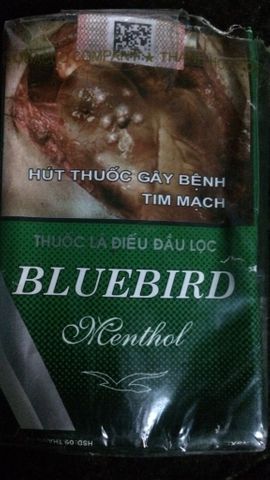 HÚT THUỐC GÂY BỆNH
TIM MẠCH
THUỐC LÁ ĐIẾU ĐẦU LỌC
BLUEBIRD
Menthol